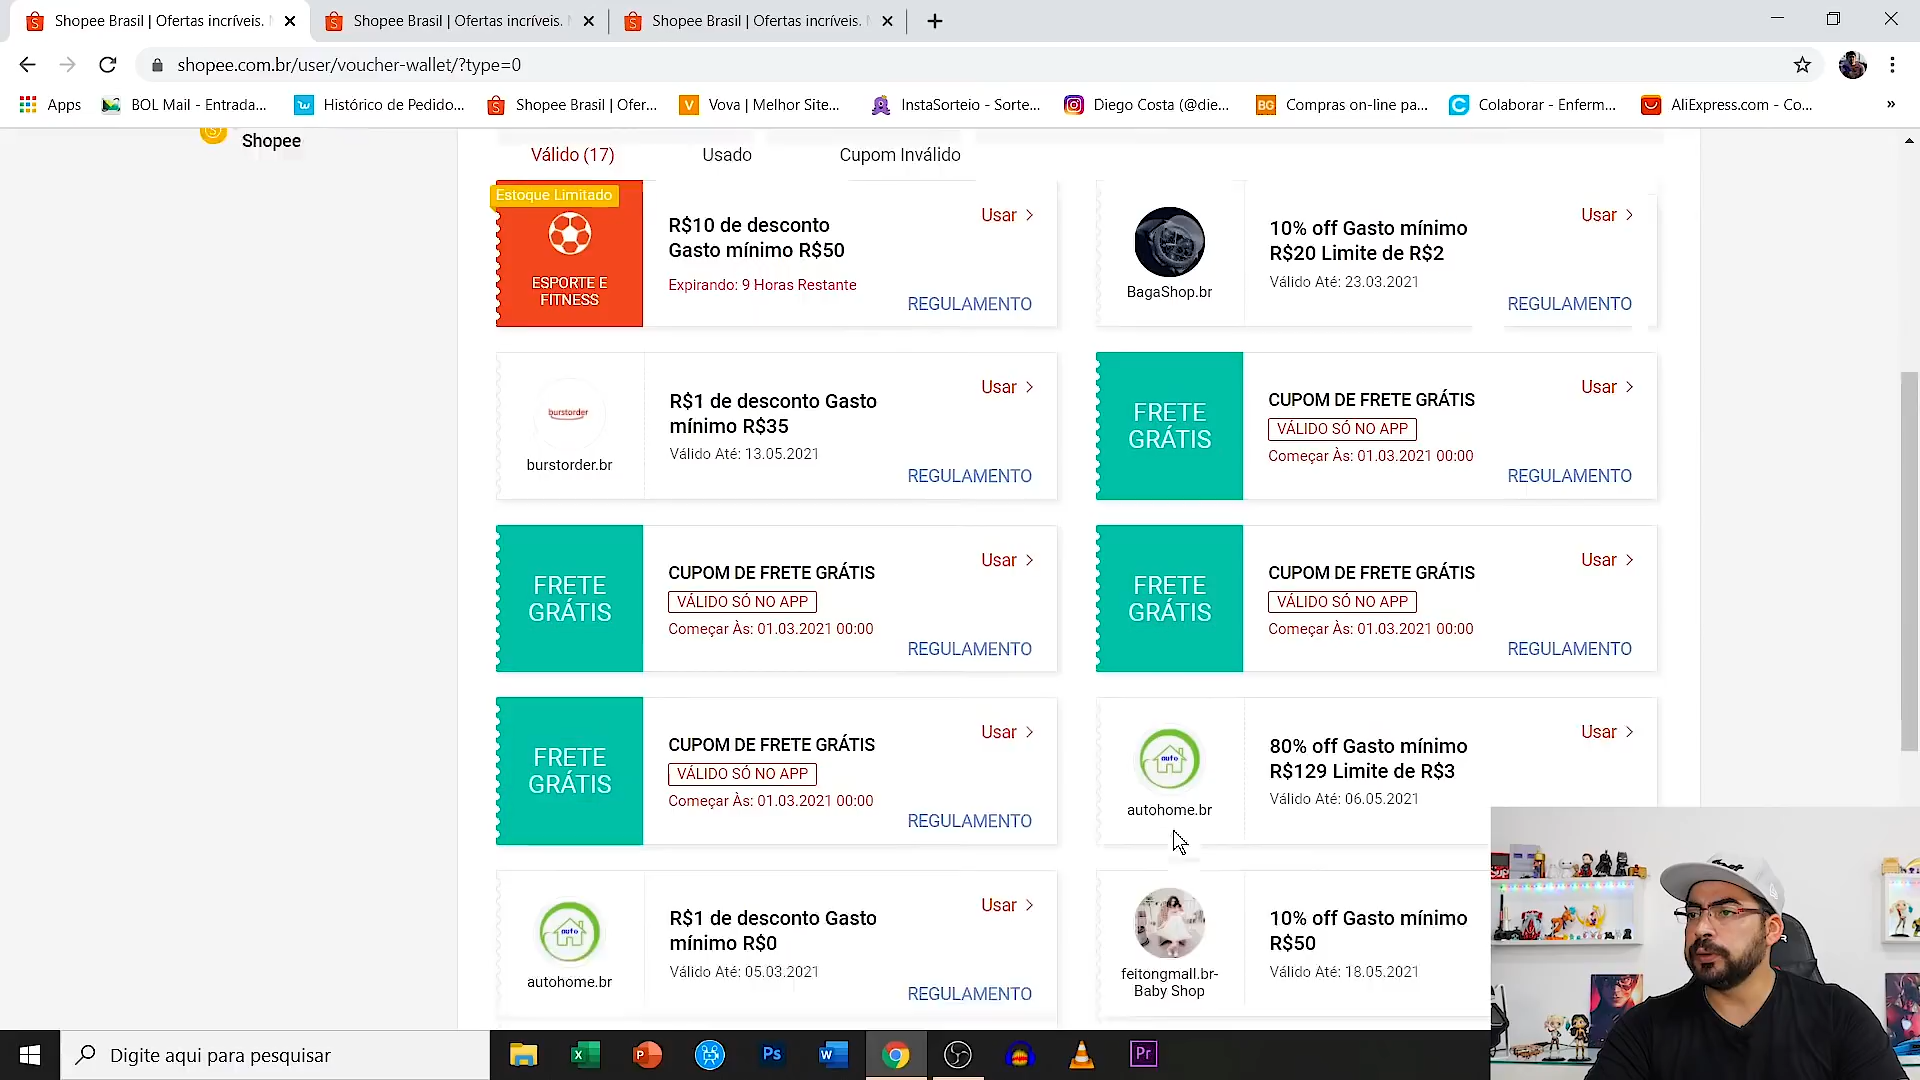 Shopee Brasil | Ofertas incríveis.
Shopee Brasil | Ofertas incríveis.
Shopee Brasil | Ofertas incríveis.
shopee.com.br/user/voucher-wallet/?type=0
Apps
BOL Mail - Entrada...
Histórico de Pedido...
Shopee Brasil | Ofer...
Vova | Melhor Site...
InstaSorteio - Sorte...
Diego Costa (@die...
BG
Compras on-line pa...
Colaborar - Enferm...
AliExpress.com - Co...
»
Shopee
Válido (17)
Usado
Cupom Inválido
Estoque Limitado
ESPORTE E
FITNESS
R$10 de desconto
Gasto mínimo R$50
Expirando: 9 Horas Restante
Usar
REGULAMENTO
BagaShop.br
10% off Gasto mínimo
R$20 Limite de R$2
Válido Até: 23.03.2021
Usar
REGULAMENTO
burstorder
burstorder.br
R$1 de desconto Gasto
mínimo R$35
Válido Até: 13.05.2021
Usar
REGULAMENTO
FRETE
GRÁTIS
CUPOM DE FRETE GRÁTIS
VÁLIDO SÓ NO APP
Começar Às: 01.03.2021 00:00
Usar
REGULAMENTO
FRETE
GRÁTIS
CUPOM DE FRETE GRÁTIS
VÁLIDO SÓ NO APP
Começar Às: 01.03.2021 00:00
Usar
REGULAMENTO
FRETE
GRÁTIS
CUPOM DE FRETE GRÁTIS
VÁLIDO SÓ NO APP
Começar Às: 01.03.2021 00:00
Usar
REGULAMENTO
FRETE
GRÁTIS
CUPOM DE FRETE GRÁTIS
VÁLIDO SÓ NO APP
Começar Às: 01.03.2021 00:00
Usar
REGULAMENTO
auto
autohome.br
80% off Gasto mínimo
R$129 Limite de R$3
Válido Até: 06.05.2021
Usar
auto
autohome.br
R$1 de desconto Gasto
mínimo R$0
Válido Até: 05.03.2021
Usar
REGULAMENTO
feitongmall.br-
Baby Shop
10% off Gasto mínimo
R$50
Válido Até: 18.05.2021
Digite aqui para pesquisar
Ps
Pr